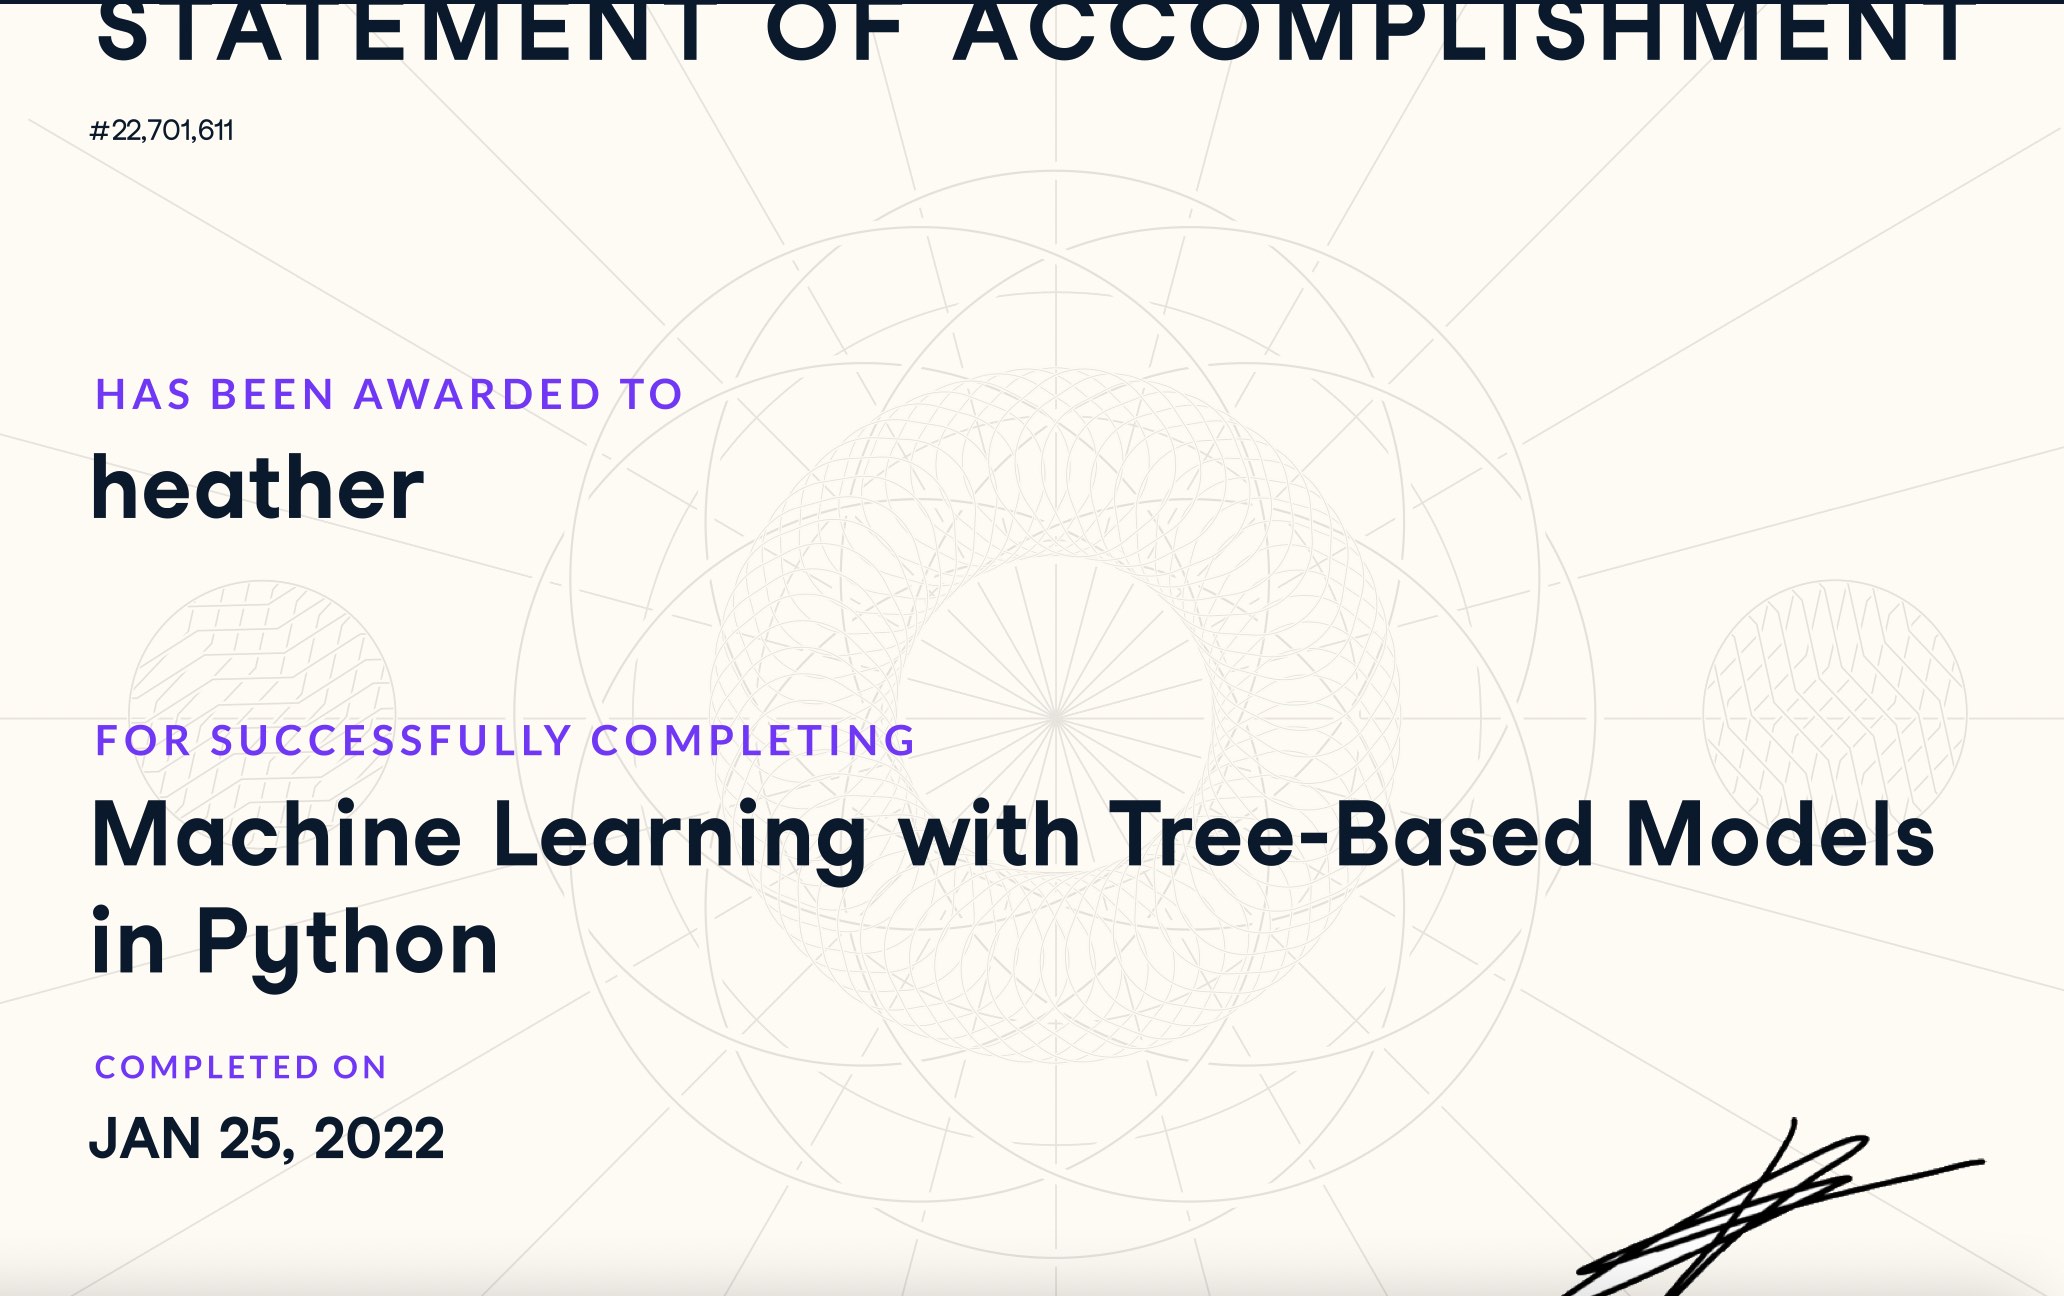 STATEMENT OF ACCOMPLISHMENT
#22,701,611
HAS BEEN AWARDED TO
heather
FOR SUCCESSFULLY COMPLETING
Machine Learning with Tree-Based Models
in Python
COMPLETED ON
JAN 25, 2022